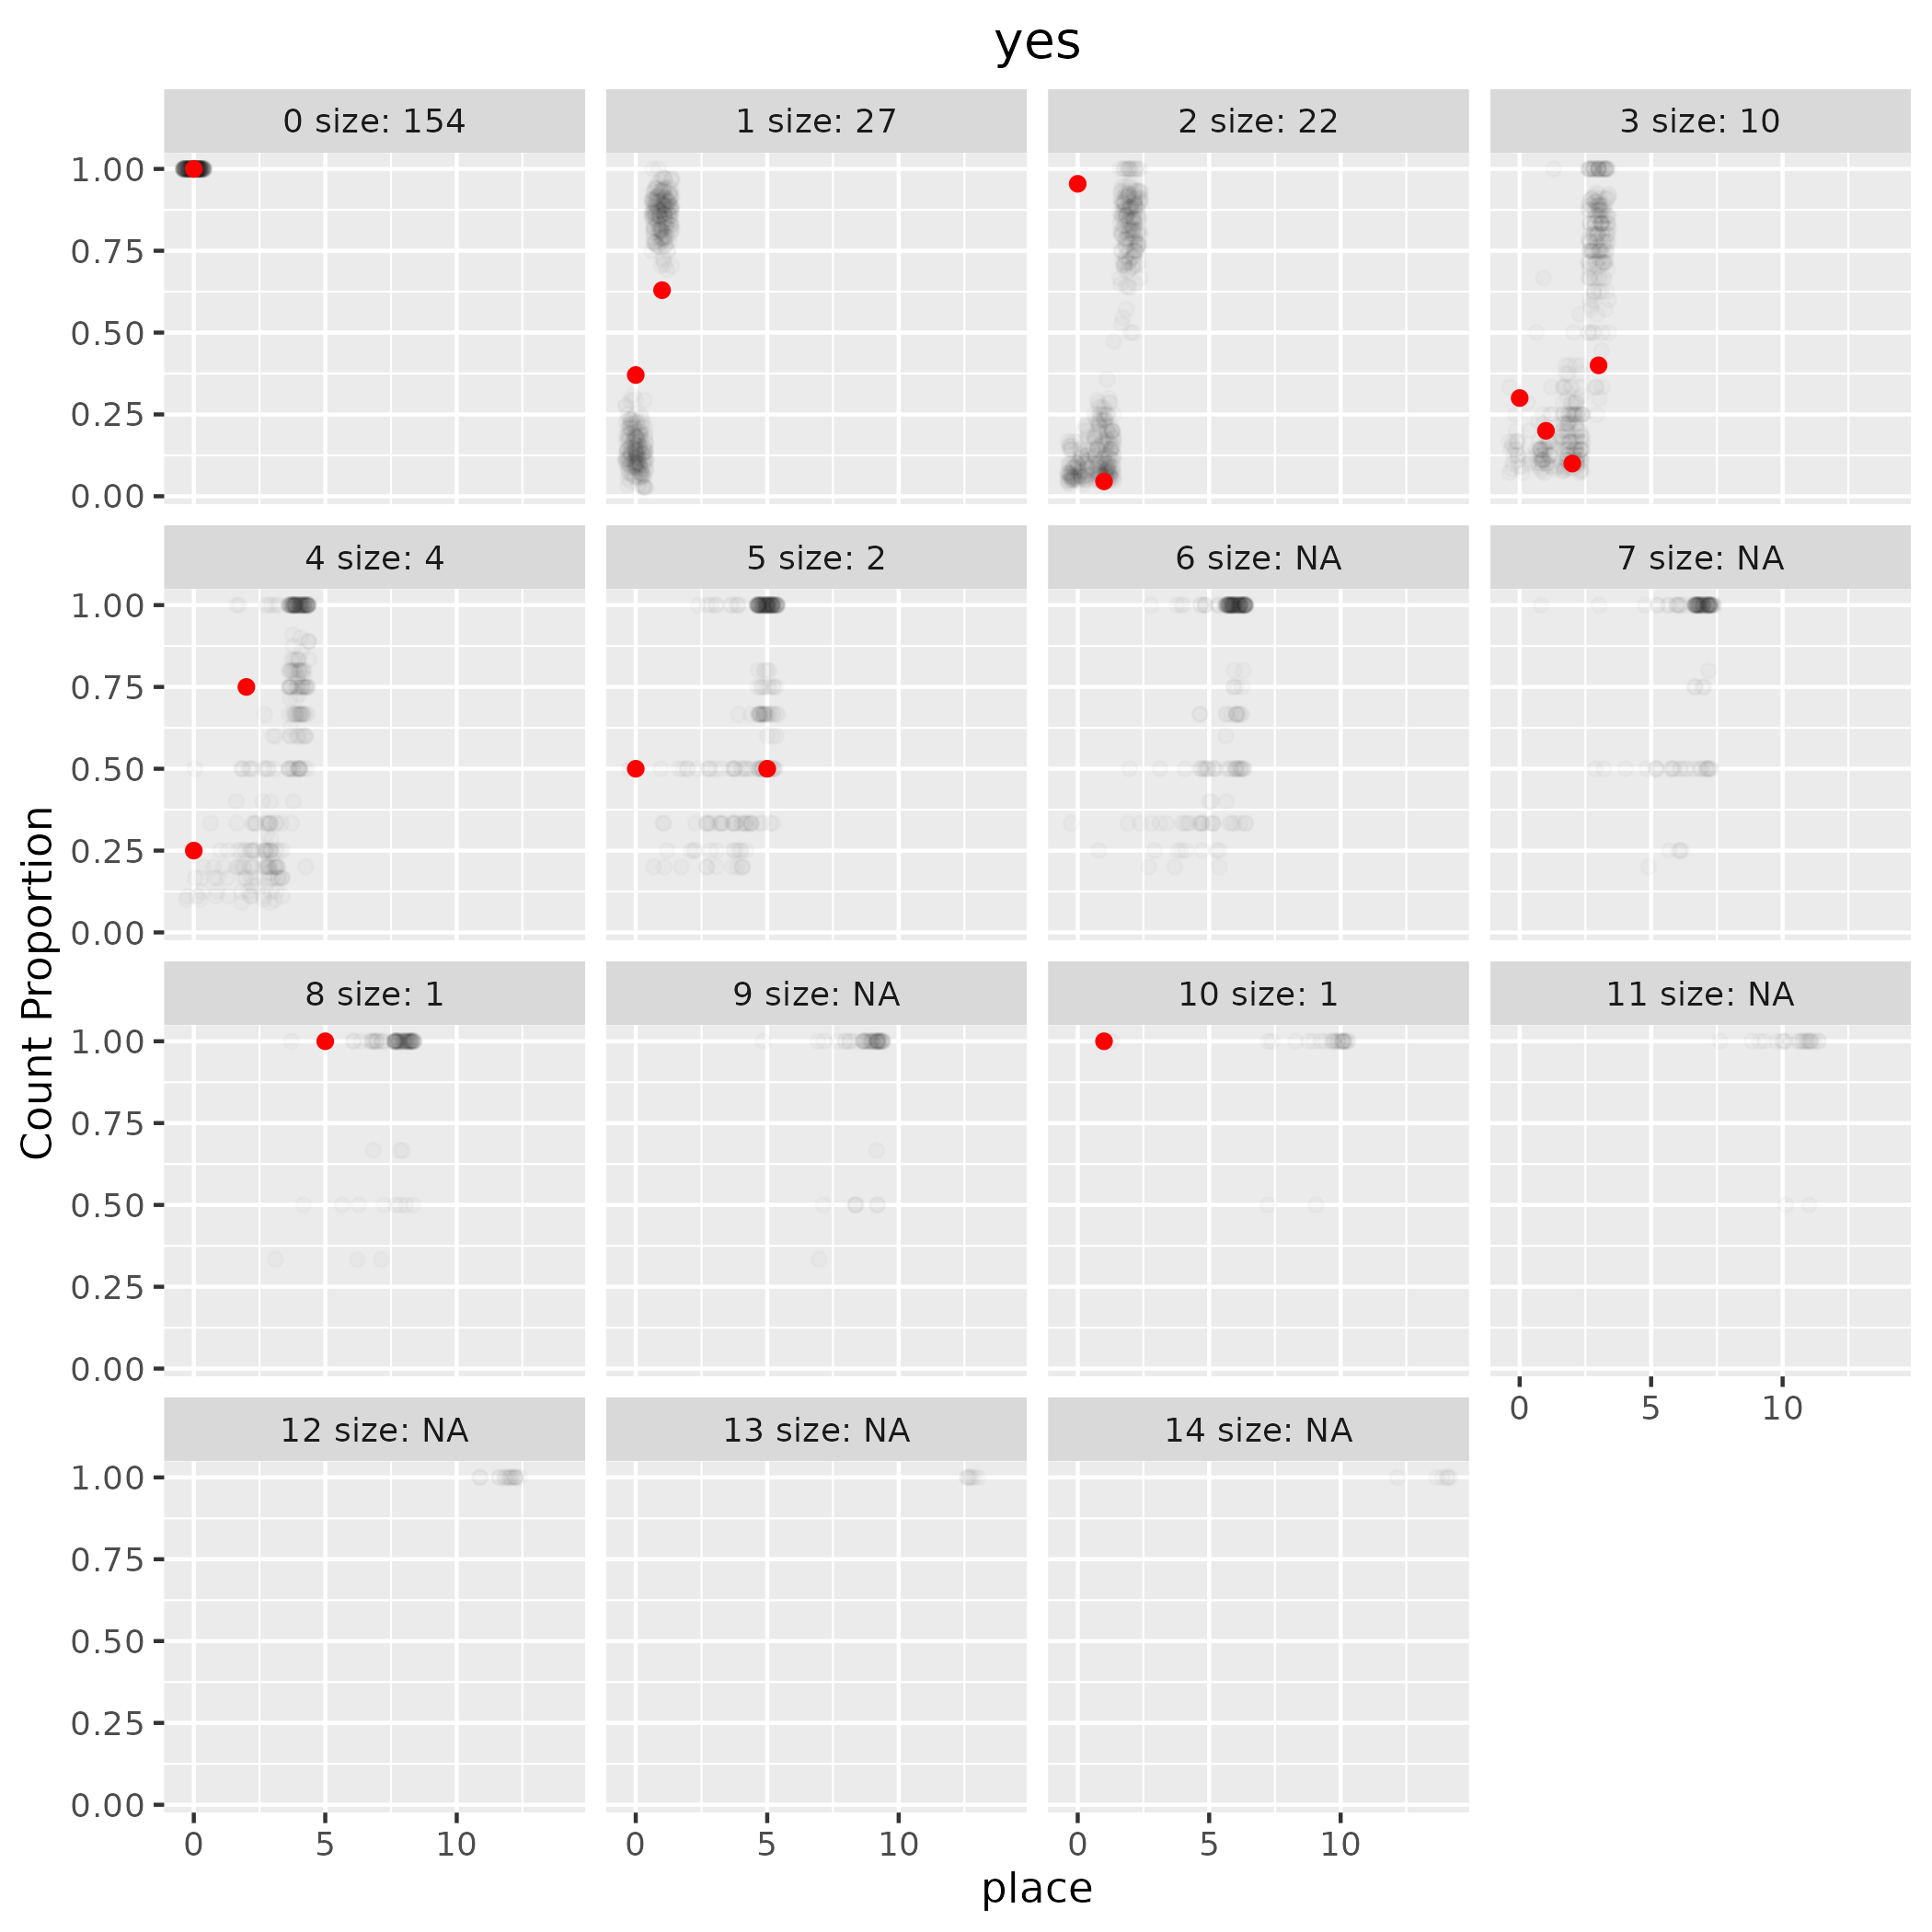 yes
0 size: 154
1 size: 27
2 size: 22
3 size: 10
1.00
0.75
0.50
0.25
0.00
4 size: 4
5 size: 2
6 size: NA
7 size: NA
1.00
0.75
0.50
0.25
0.00
Count Proportion
8 size: 1
9 size: NA
10 size: 1
11 size: NA
1.00
0.75
0.50
0.25
0.00
0 5 10
12 size: NA
13 size: NA
14 size: NA
1.00
0.75
0.50
0.25
0.00
0 5 10
0 5 10
0 5 10
place